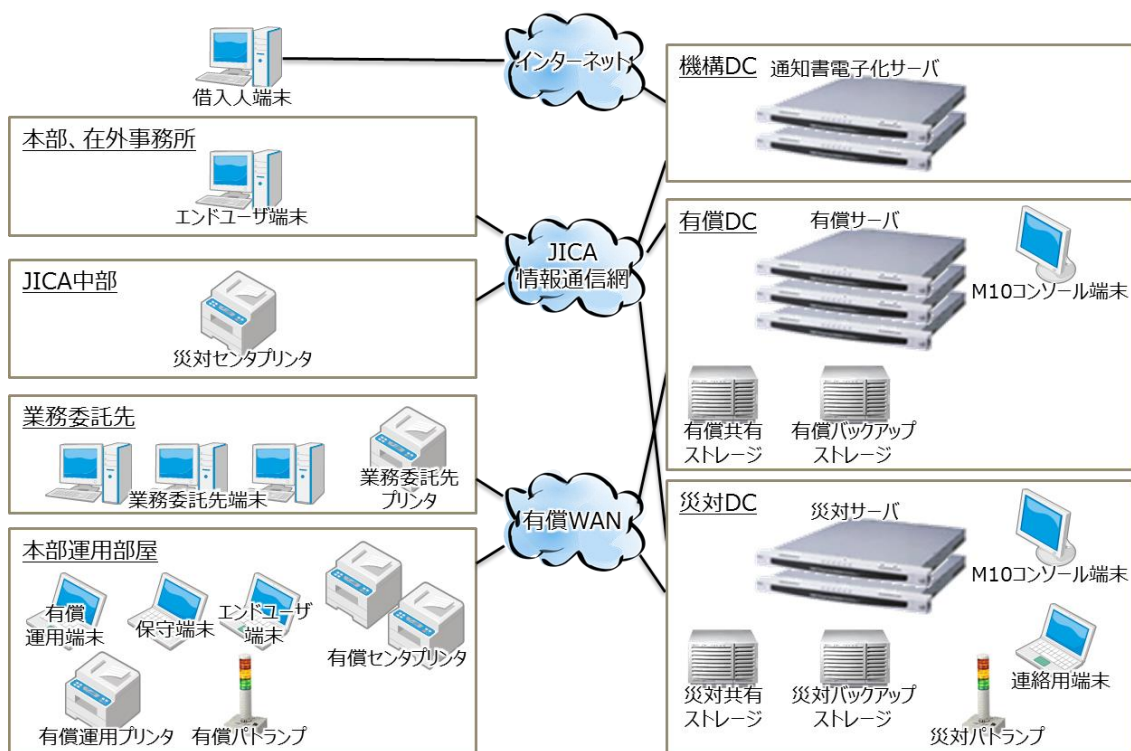 借入人端末
インターネット
本部、在外事務所
エンドユーザ端末
JICA中部
災対センタプリンタ
JICA
情報通信網
業務委託先
業務委託先端末
業務委託先
プリンタ
有償WAN
本部運用部屋
有償
運用端末
保守端末
エンドユーザ
端末
有償センタプリンタ
有償運用プリンタ
有償パトランプ
機構DC
通知書電子化サーバ
有償DC
有償サーバ
M10コンソール端末
有償共有
ストレージ
有償バックアップ
ストレージ
災対DC
災対サーバ
M10コンソール端末
災対共有
ストレージ
災対バックアップ
ストレージ
連絡用端末
災対パトランプ